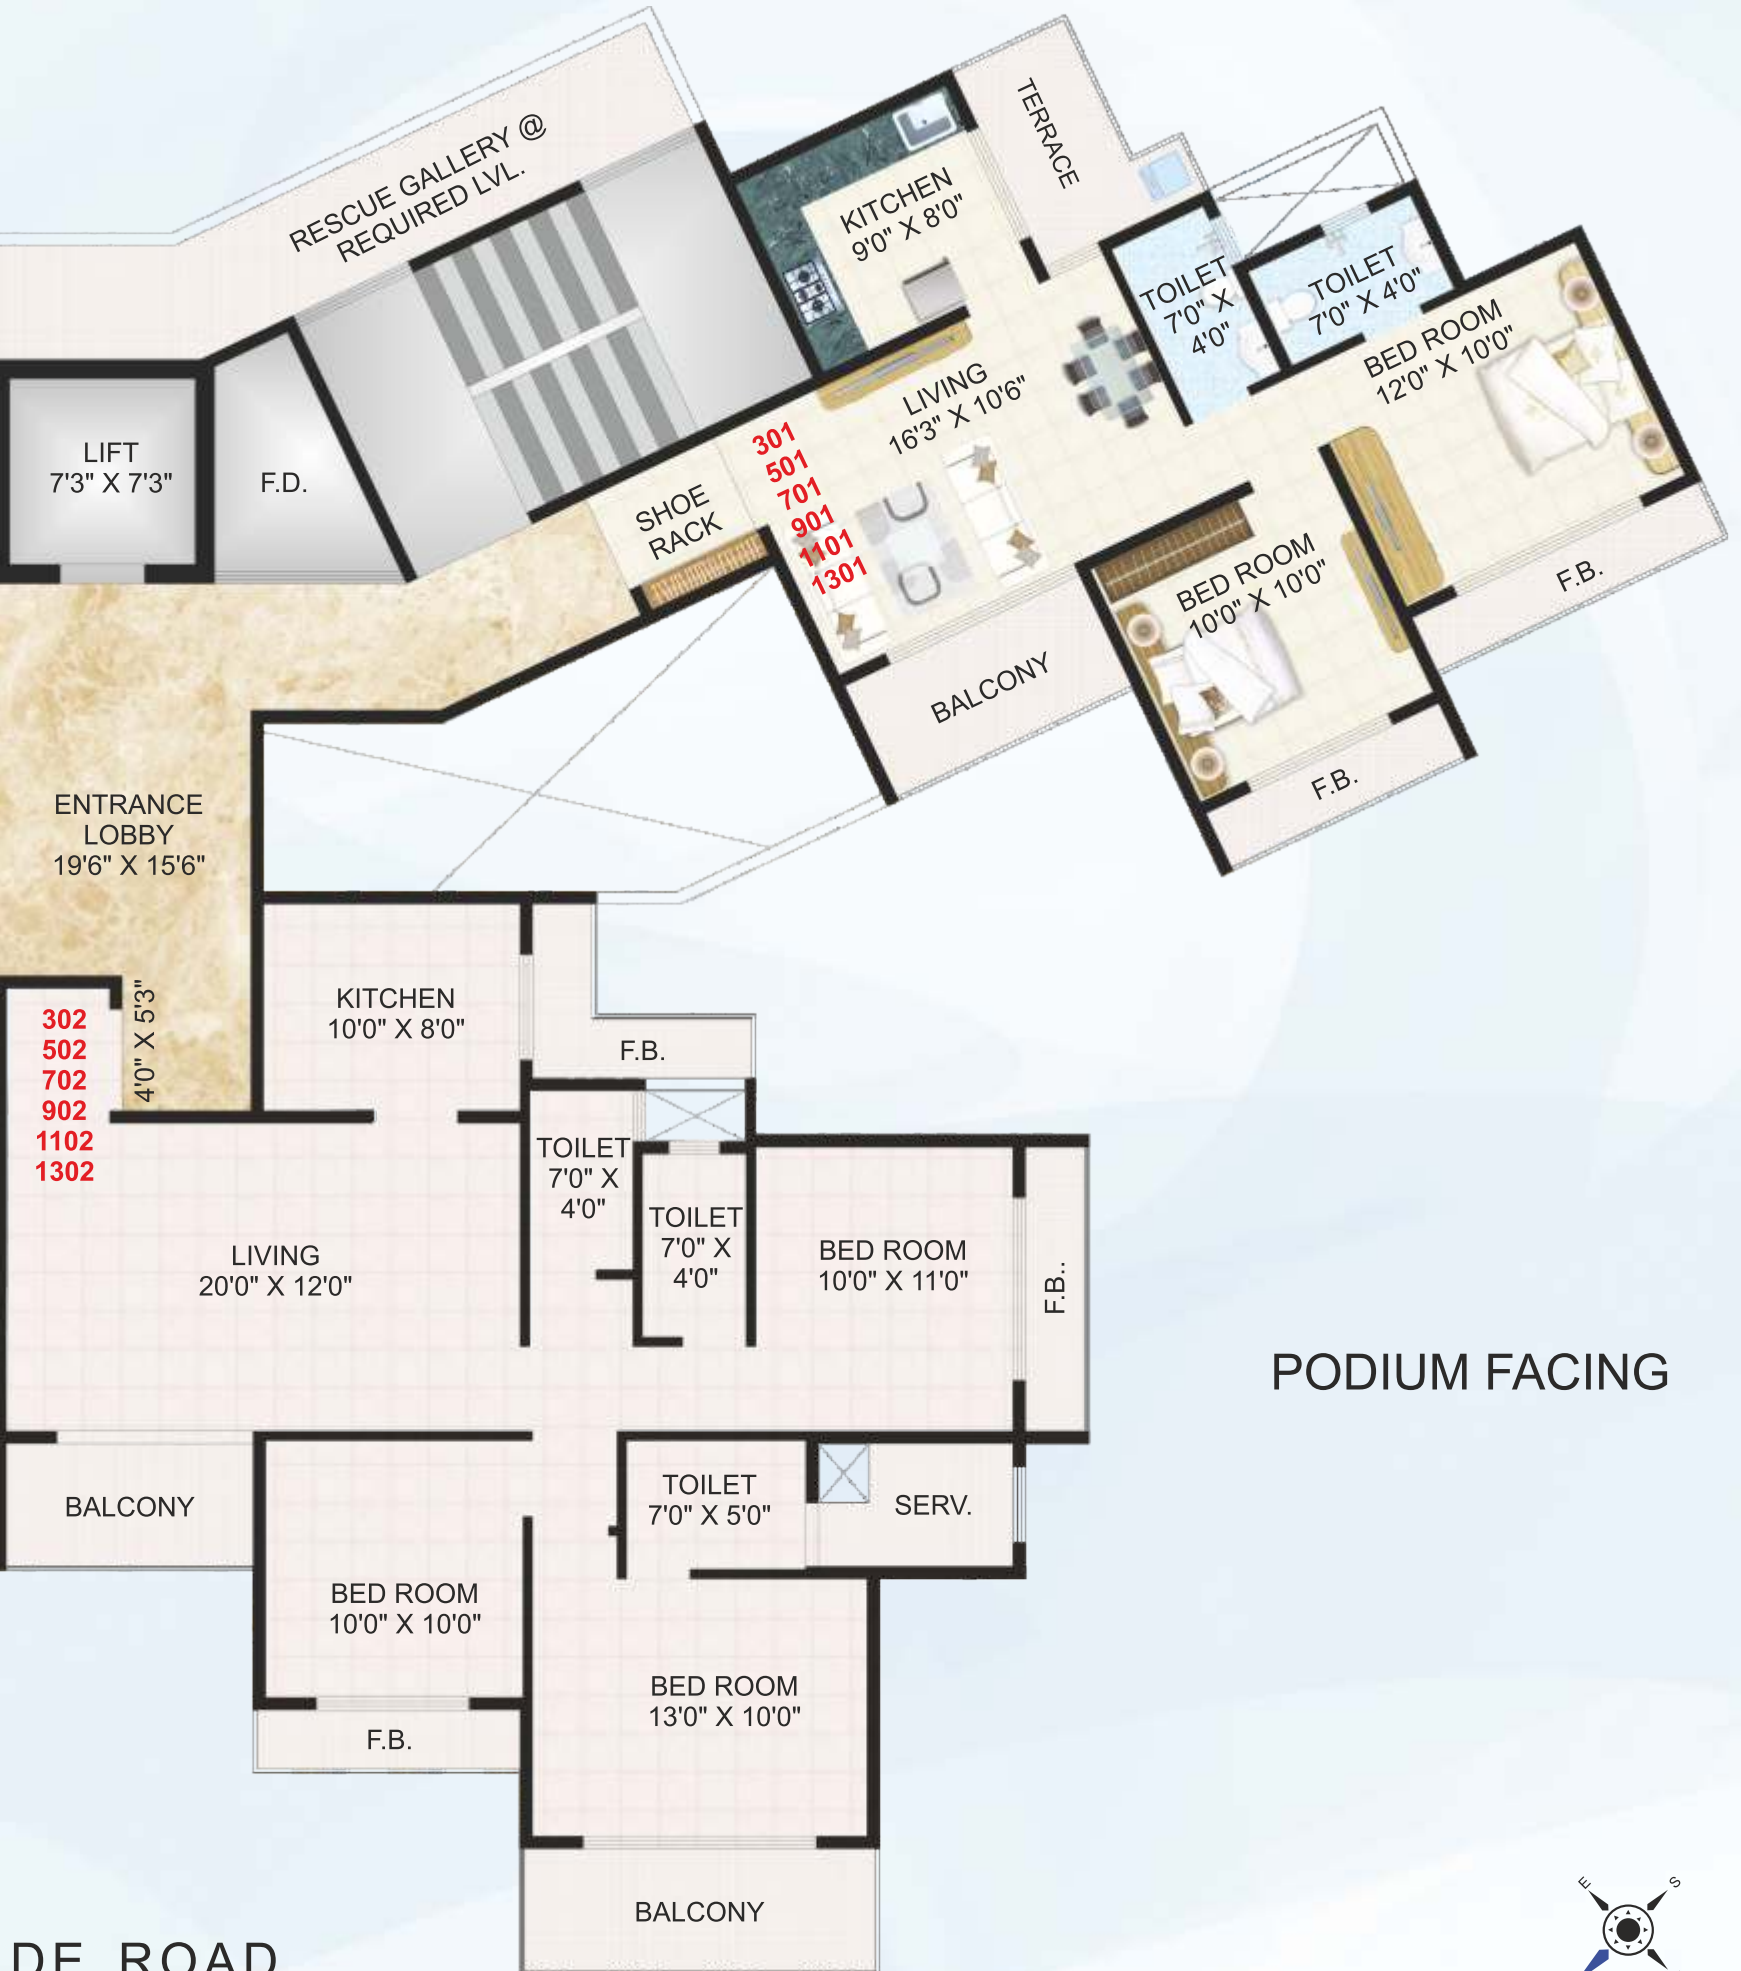 RESCUE GALLERY @
REQUIRED LVL.
TERRACE
KITCHEN
9'0" X 8'0"
TOILET
7'0" X
4'0"
TOILET
7'0" X 4'0"
BED ROOM
12'0" X 10'0"
LIVING
16'3" X 10'6"
LIFT
7'3" X 7'3"
F.D.
SHOE
RACK
301
501
701
901
1101
1301
BED ROOM
10'0" X 10'0"
F.B.
BALCONY
F.B.
ENTRANCE
LOBBY
19'6" X 15'6"
4'0" X 5'3"
302
502
702
902
1102
1302
KITCHEN
10'0" X 8'0"
F.B.
TOILET
7'0" X
4'0"
TOILET
7'0" X
4'0"
LIVING
20'0" X 12'0"
BED ROOM
10'0" X 11'0"
F.B..
PODIUM FACING
BALCONY
TOILET
7'0" X 5'0"
SERV.
BED ROOM
10'0" X 10'0"
BED ROOM
13'0" X 10'0"
F.B.
BALCONY
E
S
ROAD